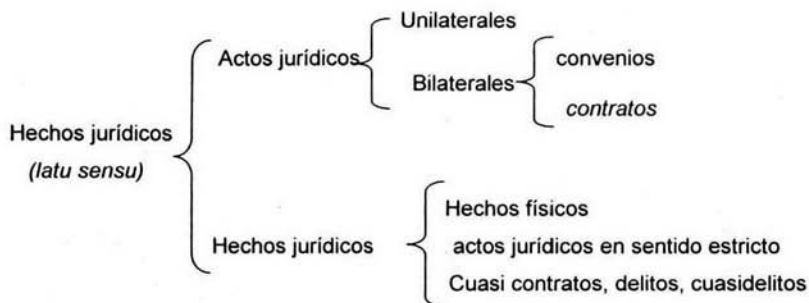 Unilaterales
Actos jurídicos
convenios
Bilaterales
contratos
Hechos jurídicos
(latu sensu)
Hechos físicos
Hechos jurídicos
actos jurídicos en sentido estricto
Cuasi contratos, delitos, cuasidelitos